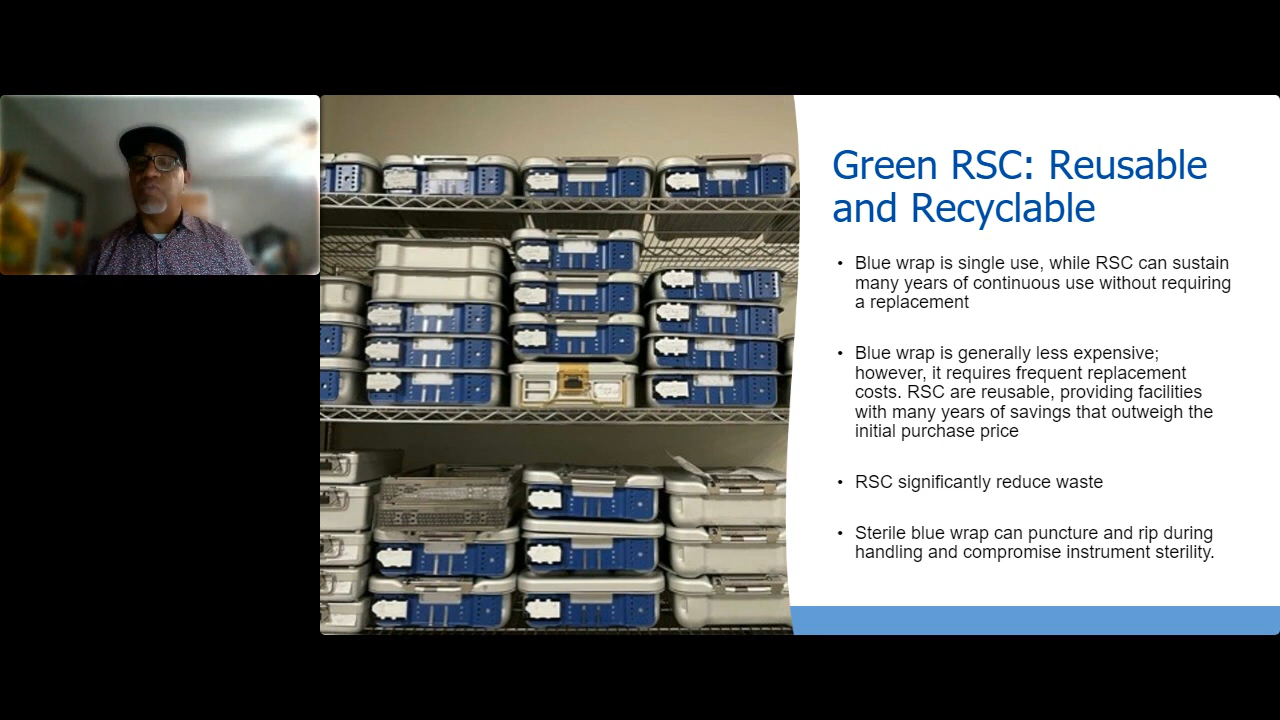 Green RSC: Reusable
and Recyclable
• Blue wrap is single use, while RSC can sustain
many years of continuous use without requiring
a replacement
• Blue wrap is generally less expensive;
however, it requires frequent replacement
costs. RSC are reusable, providing facilities
with many years of savings that outweigh the
initial purchase price
• RSC significantly reduce waste
• Sterile blue wrap can puncture and rip during
handling and compromise instrument sterility.